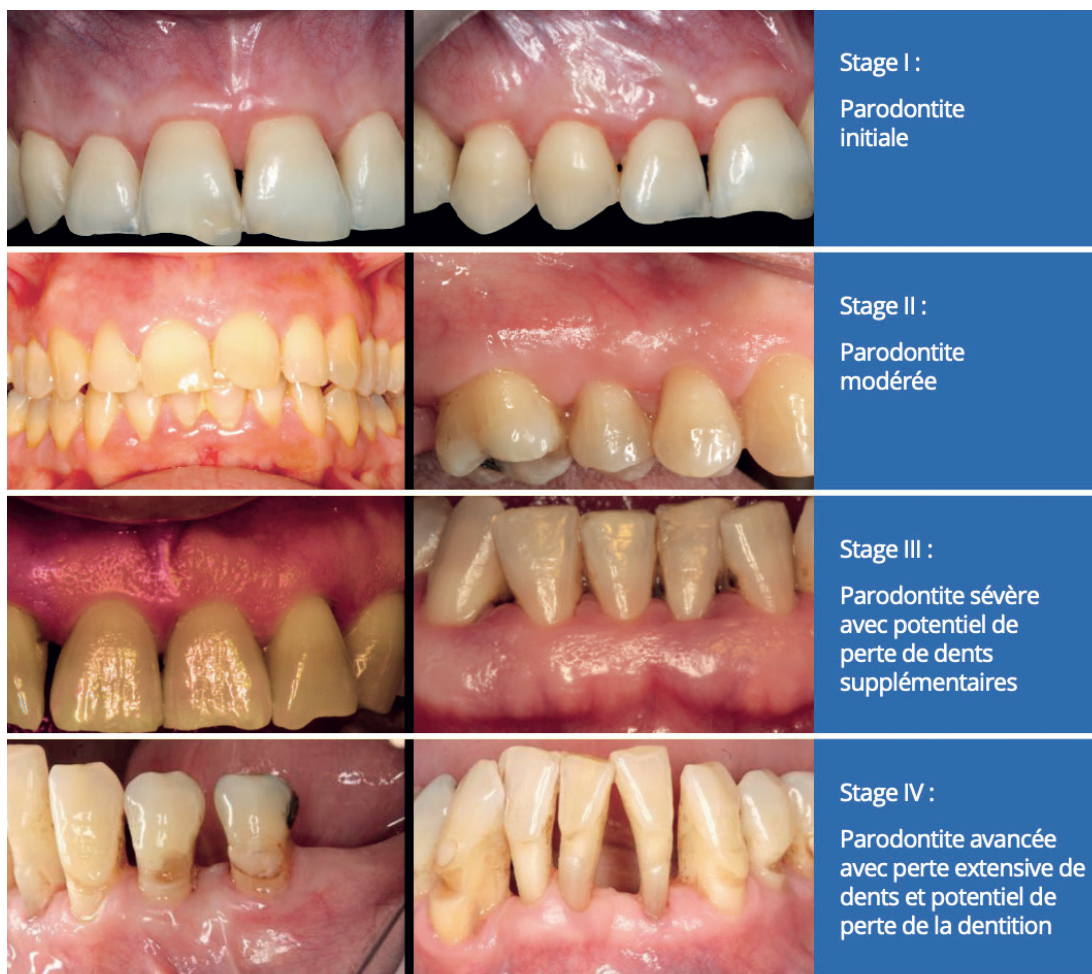 Stage I :
Parodontite
initiale
Stage II :
Parodontite
modérée
Stage III :
Parodontite sévère
avec potentiel de
perte de dents
supplémentaires
Stage IV :
Parodontite avancée
avec perte extensive de
dents et potentiel de
perte de la dentition